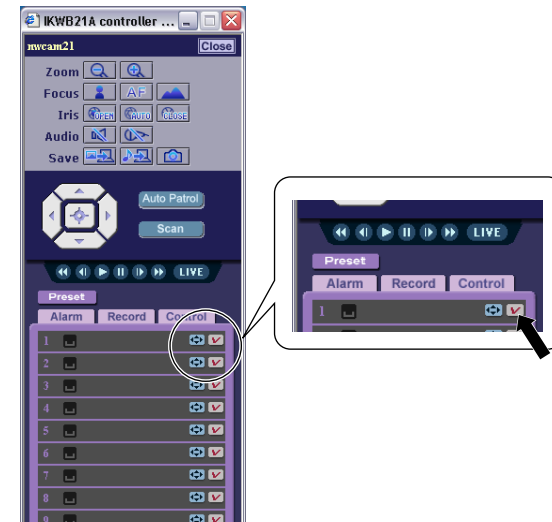 IKWB21A controller ...
nwcam21 Close
Zoom
Focus AF
Iris OPEN AUTO CLOSE
Audio
Save
Auto Patrol
Scan
LIVE
Preset
Alarm Record Control
1
2
3
4
5
6
7
8
9
LIVE
Preset
Alarm Record Control
1